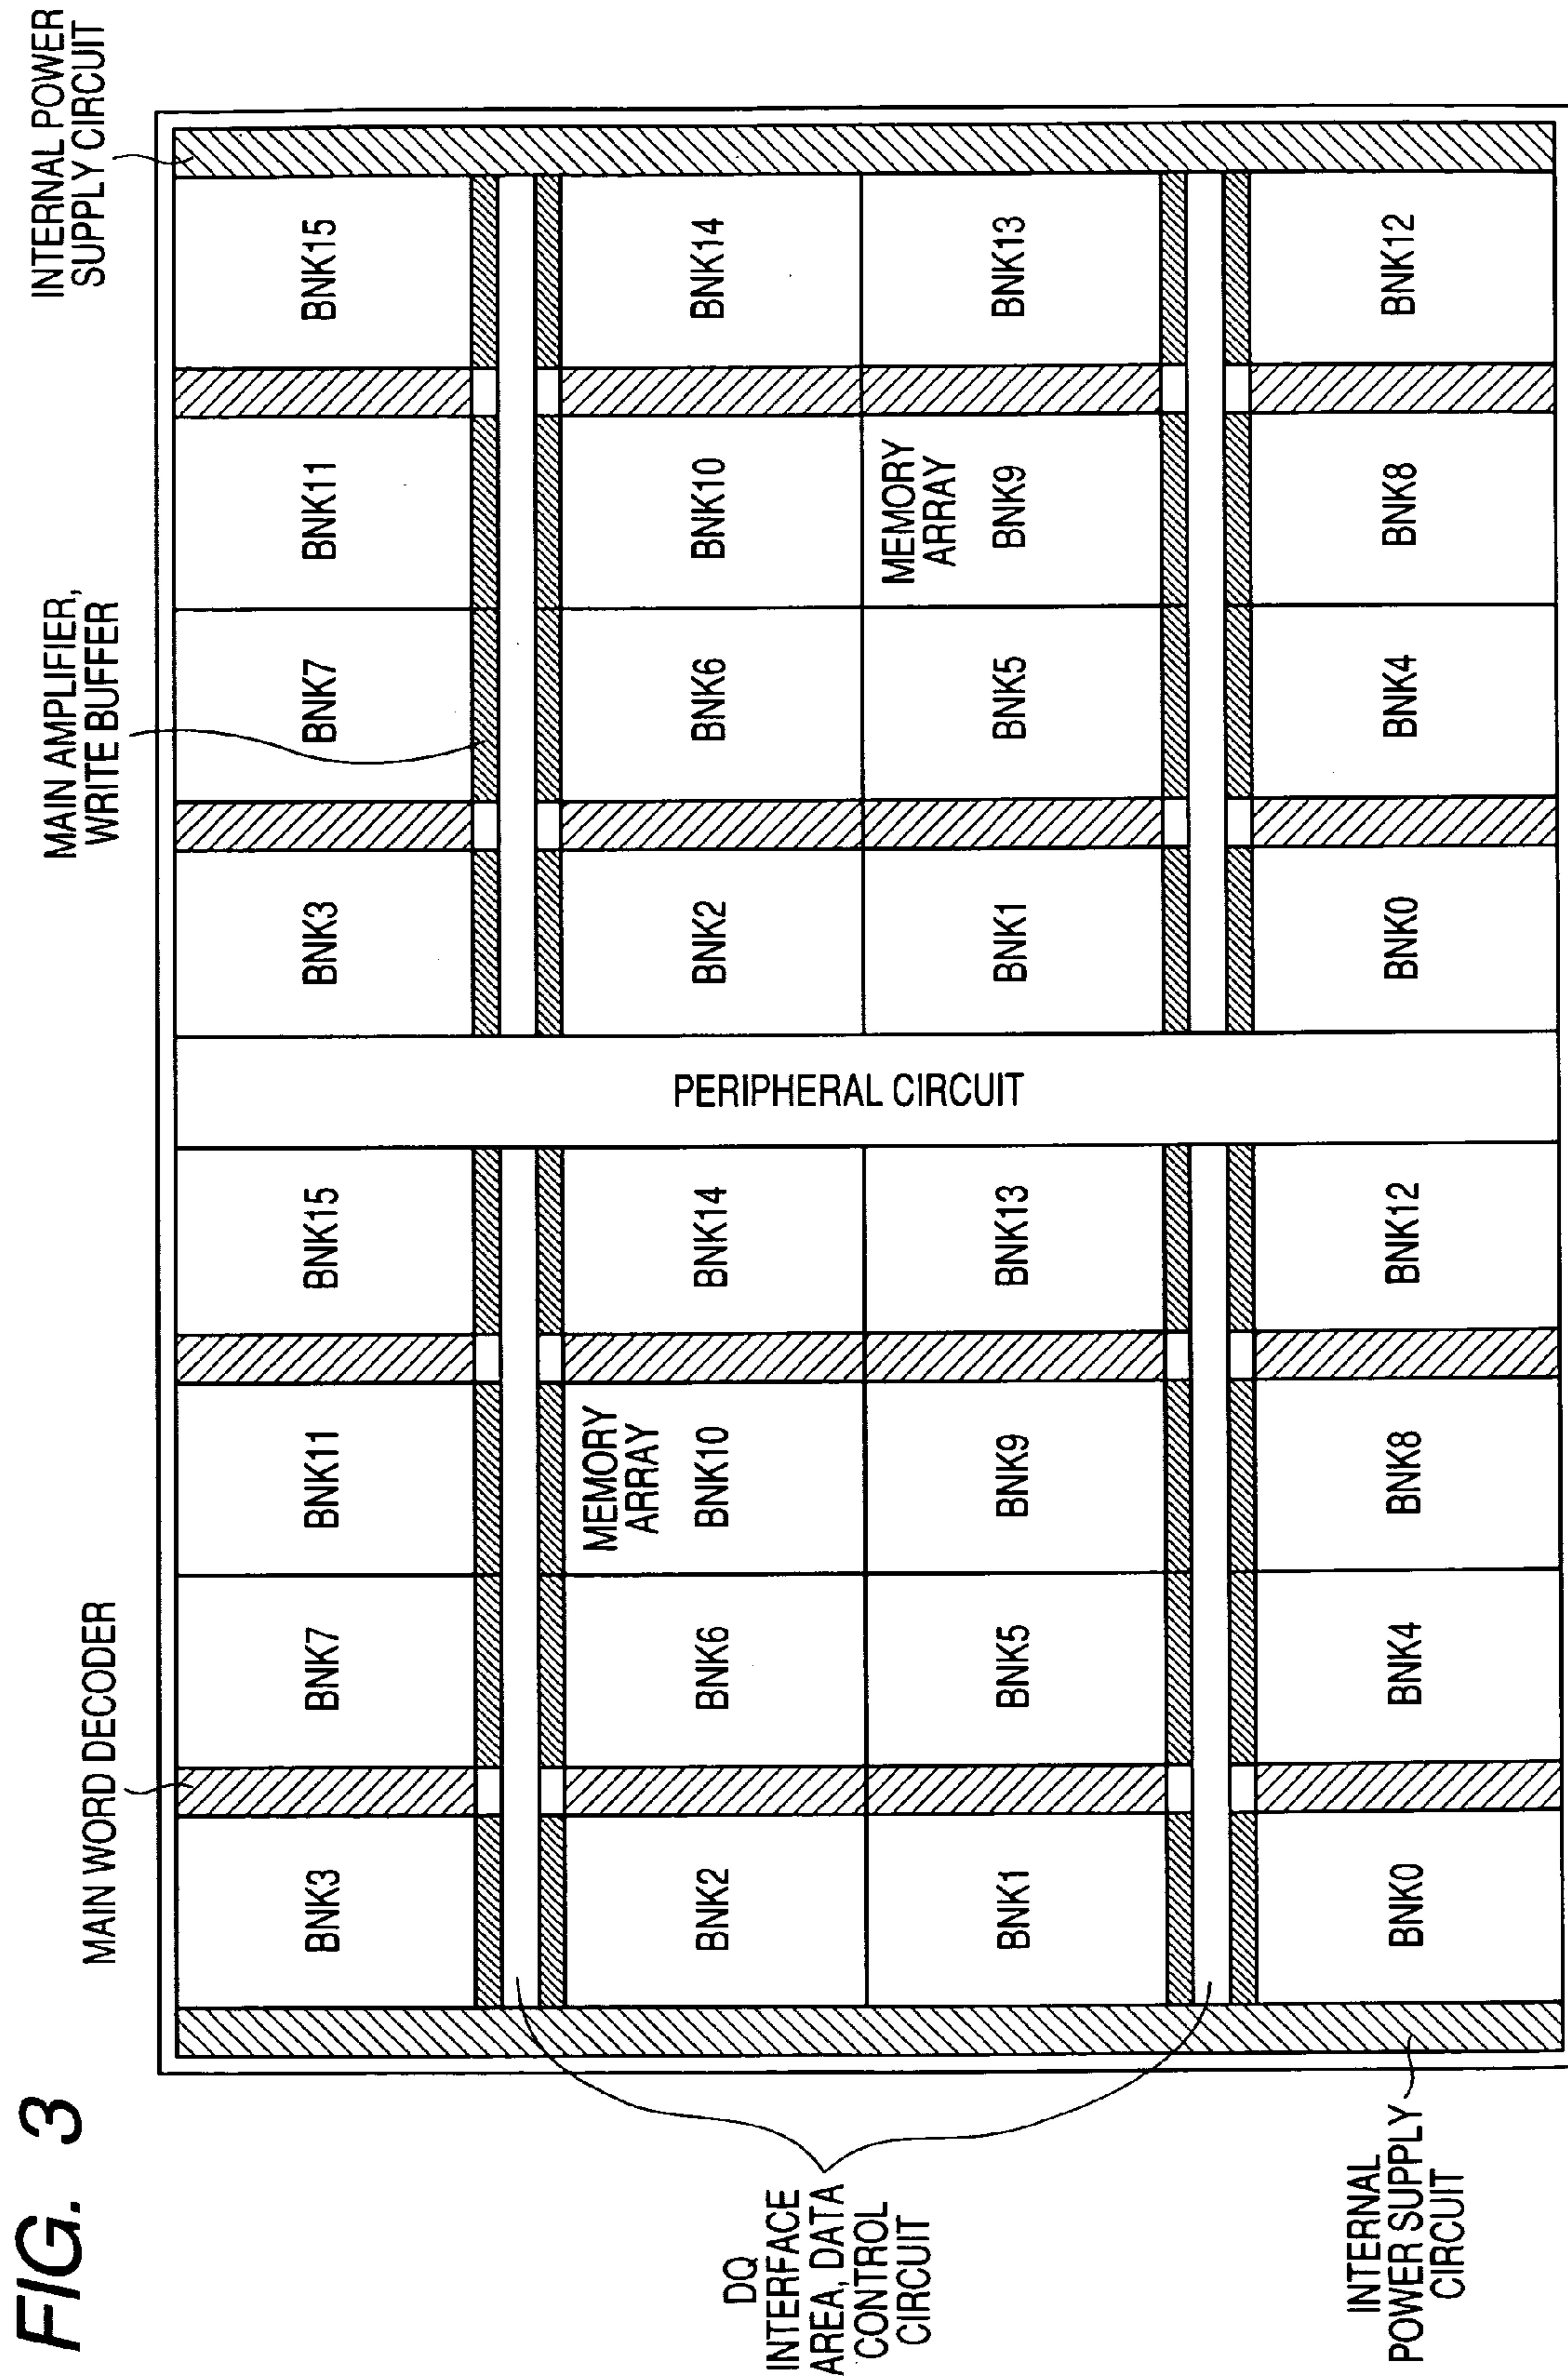 FIG. 3
MAIN WORD DECODER
MAIN AMPLIFIER,
WRITE BUFFER
INTERNAL POWER
SUPPLY CIRCUIT
BNK3
BNK7
BNK11
BNK15
BNK3
BNK7
BNK11
BNK15
DQ
INTERFACE
AREA, DATA
CONTROL
CIRCUIT
MEMORY
ARRAY
BNK2
BNK6
BNK10
BNK14
PERIPHERAL CIRCUIT
BNK2
BNK6
BNK10
BNK14
MEMORY
ARRAY
BNK1
BNK5
BNK9
BNK13
BNK1
BNK5
BNK9
BNK13
INTERNAL
POWER SUPPLY
CIRCUIT
BNK0
BNK4
BNK8
BNK12
BNK0
BNK4
BNK8
BNK12